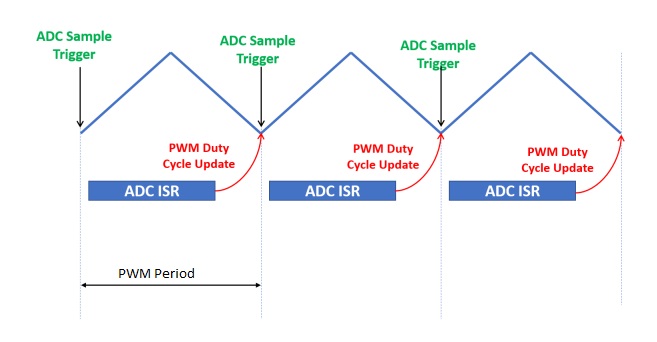 ADC Sample
Trigger
ADC Sample
Trigger
ADC Sample
Trigger
PWM Duty
Cycle Update
PWM Duty
Cycle Update
PWM Duty
Cycle Update
ADC ISR
ADC ISR
ADC ISR
PWM Period